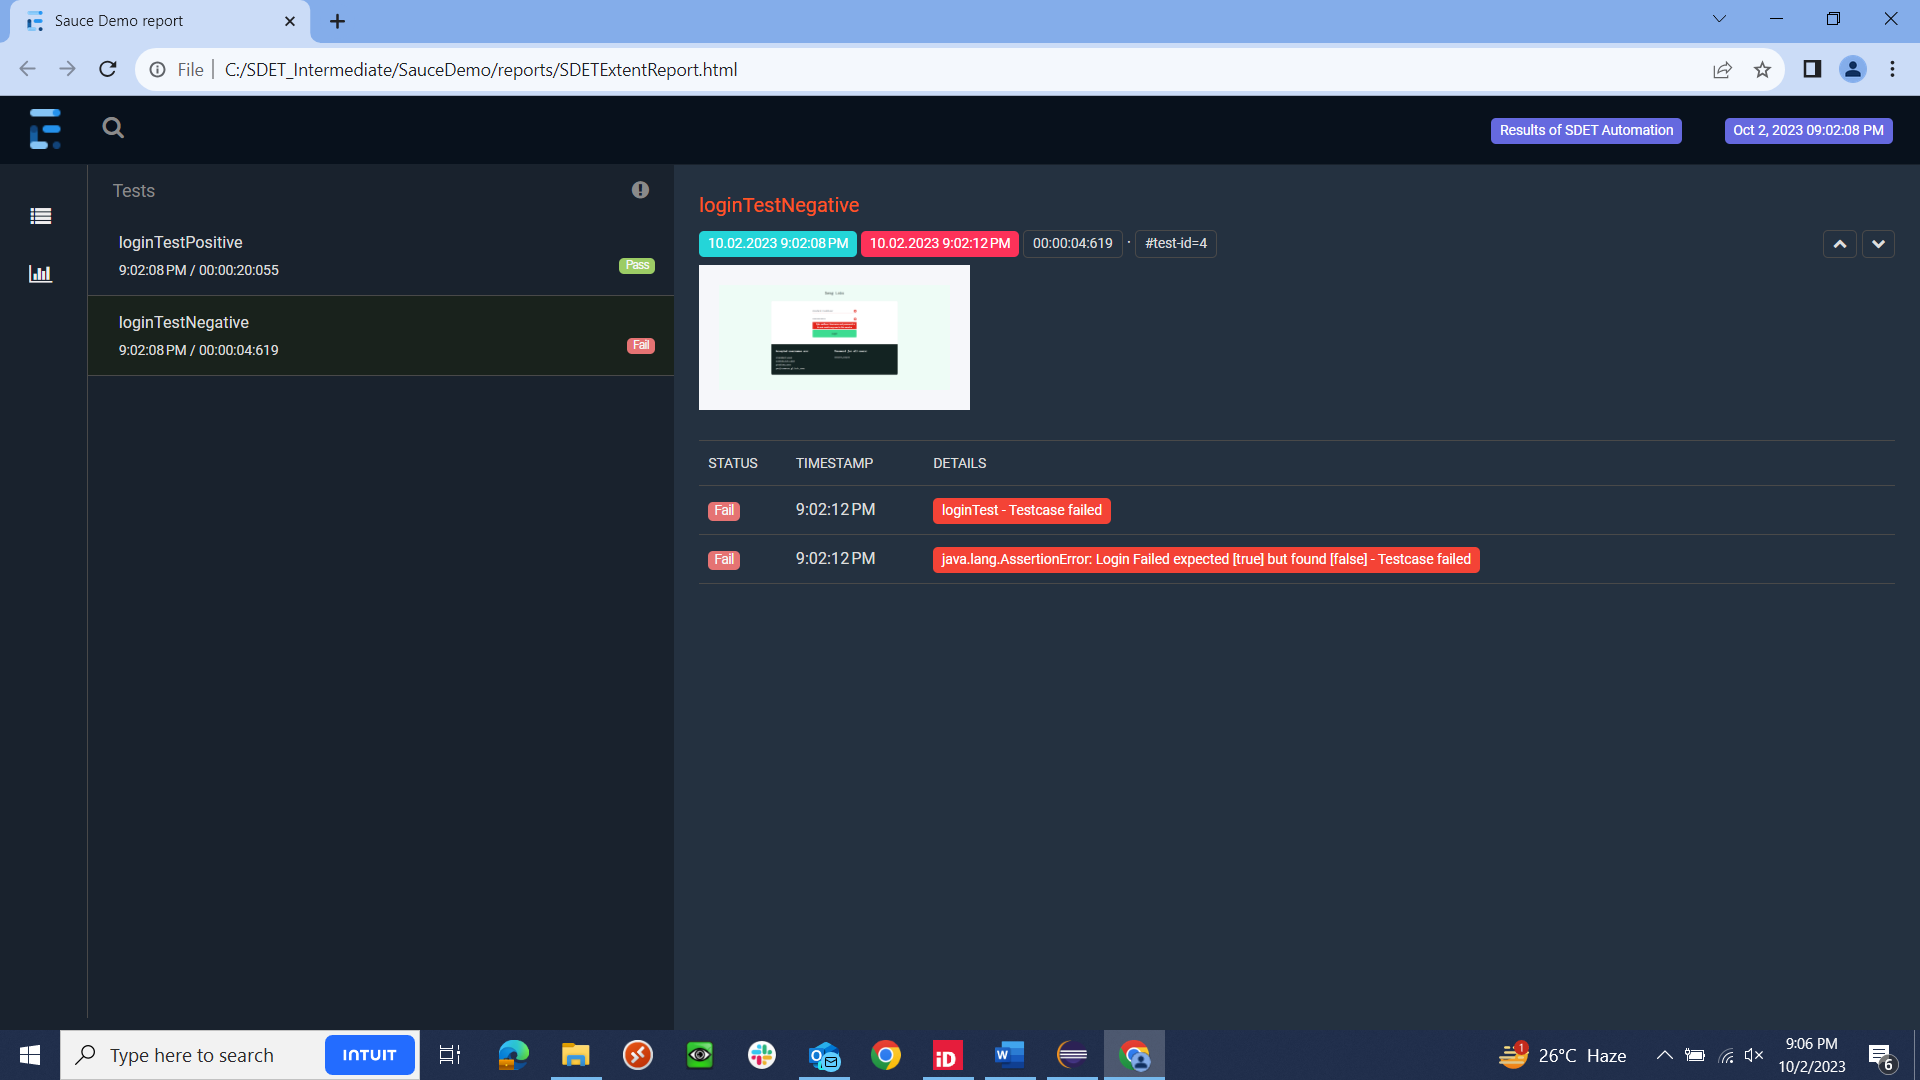 Sauce Demo report
File C:/SDET_Intermediate/SauceDemo/reports/SDETExtentReport.html
Results of SDET Automation
Oct 2, 2023 09:02:08 PM
Tests
loginTestPositive
9:02:08 PM / 00:00:20:055
Pass
loginTestNegative
9:02:08 PM / 00:00:04:619
Fail
loginTestNegative
10.02.2023 9:02:08 PM 10.02.2023 9:02:12 PM 00:00:04:619 · #test-id=4
STATUS TIMESTAMP DETAILS
Fail 9:02:12 PM loginTest - Testcase failed
Fail 9:02:12 PM java.lang.AssertionError: Login Failed expected [true] but found [false] - Testcase failed
Type here to search
INTUIT
iD
1
26°C Haze
9:06 PM
10/2/2023
6